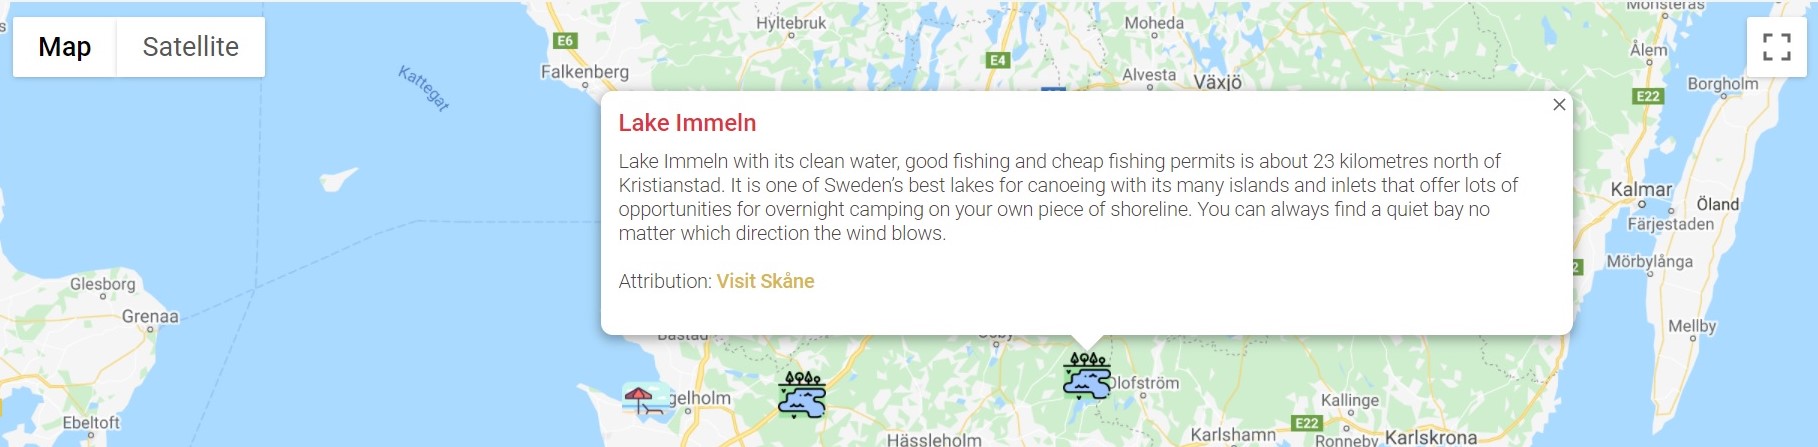 Map
Satellite
Hyltebruk
Moheda
E6
E4
Ålem
Falkenberg
Alvesta
Växjö
Kattegat
Borgholm
E22
Lake Immeln
Lake Immeln with its clean water, good fishing and cheap fishing permits is about 23 kilometres north of
Kristianstad. It is one of Sweden’s best lakes for canoeing with its many islands and inlets that offer lots of
opportunities for overnight camping on your own piece of shoreline. You can always find a quiet bay no
matter which direction the wind blows.
Attribution: Visit Skåne
Kalmar
Öland
Färjestaden
Mörbylånga
Glesborg
Grenaa
Mellby
Olofström
gelholm
Kallinge
Ebeltoft
E22
Hässleholm
Karlshamn
Ronneby
Karlskrona